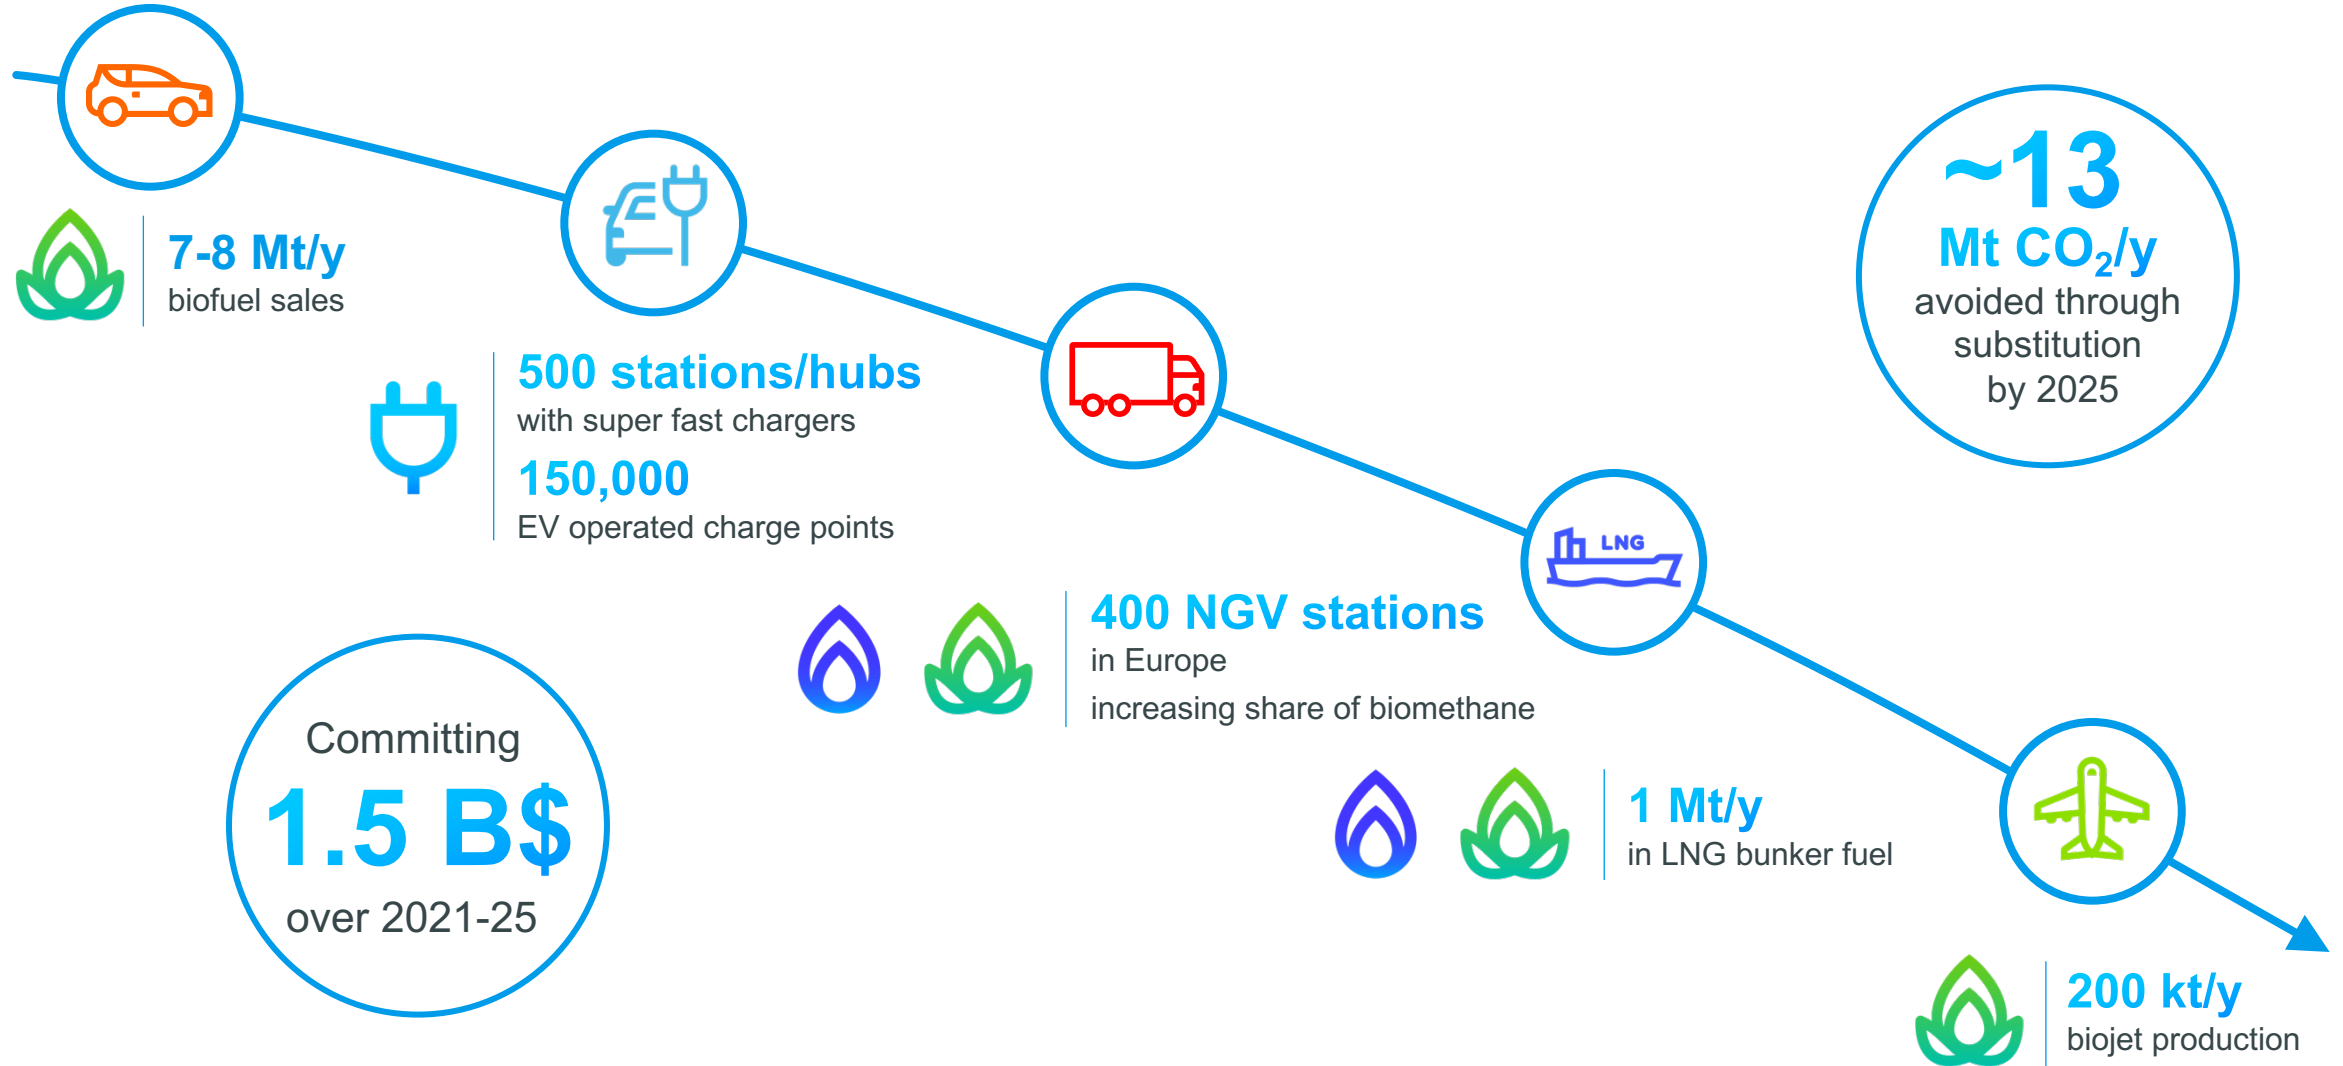 7-8 Mt/y
biofuel sales
500 stations/hubs
with super fast chargers
150,000
EV operated charge points
~13
Mt CO₂/y
avoided through
substitution
by 2025
LNG
400 NGV stations
in Europe
increasing share of biomethane
Committing
1.5 B$
over 2021-25
1 Mt/y
in LNG bunker fuel
200 kt/y
biojet production